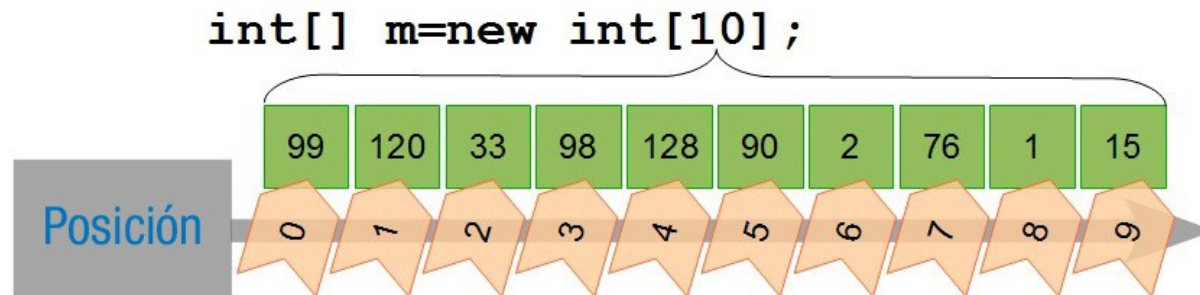 int[] m=new int[10];
99 120 33 98 128 90 2 76 1 15
Posición 0 1 2 3 4 5 6 7 8 9